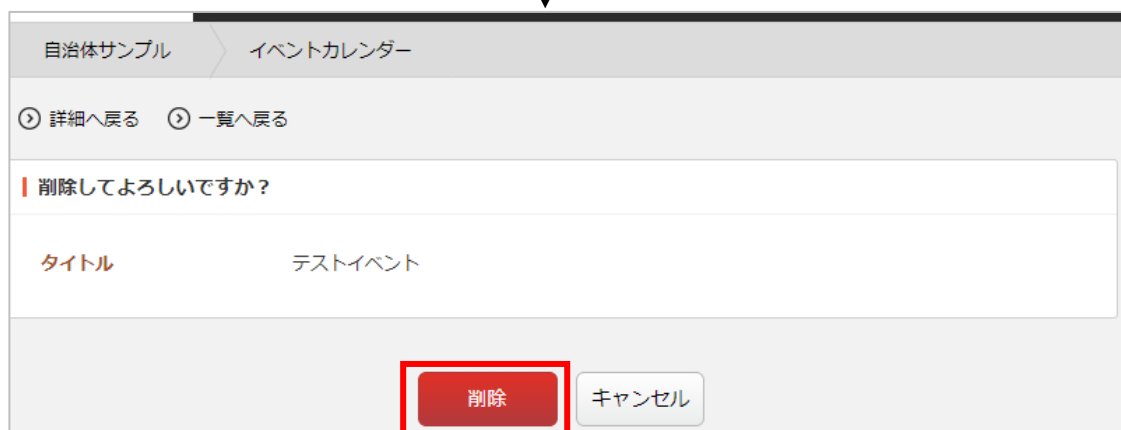 自治体サンプル イベントカレンダー
詳細へ戻る 一覧へ戻る
削除してよろしいですか？
タイトル テストイベント
削除 キャンセル